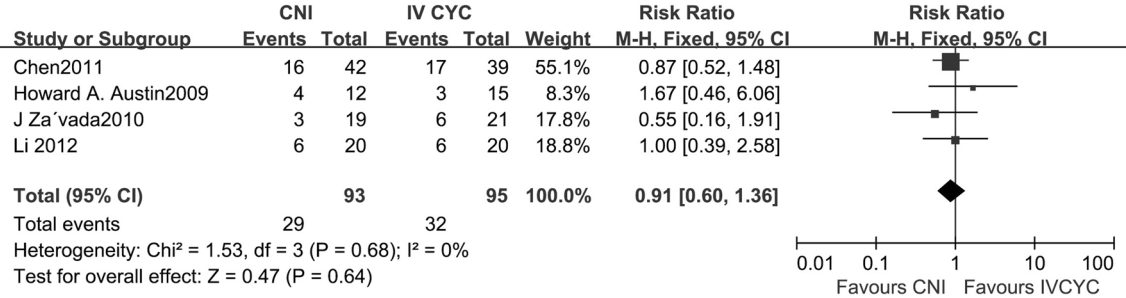 CNI IV CYC Risk Ratio Risk Ratio
Study or Subgroup Events Total Events Total Weight M-H, Fixed, 95% CI M-H, Fixed, 95% CI
Chen2011 16 42 17 39 55.1% 0.87 [0.52, 1.48]
Howard A. Austin2009 4 12 3 15 8.3% 1.67 [0.46, 6.06]
J Za´vada2010 3 19 6 21 17.8% 0.55 [0.16, 1.91]
Li 2012 6 20 6 20 18.8% 1.00 [0.39, 2.58]
Total (95% CI) 93 95 100.0% 0.91 [0.60, 1.36]
Total events 29 32
Heterogeneity: Chi² = 1.53, df = 3 (P = 0.68); I² = 0%
Test for overall effect: Z = 0.47 (P = 0.64)
0.01 0.1 1 10 100
Favours CNI Favours IVCYC